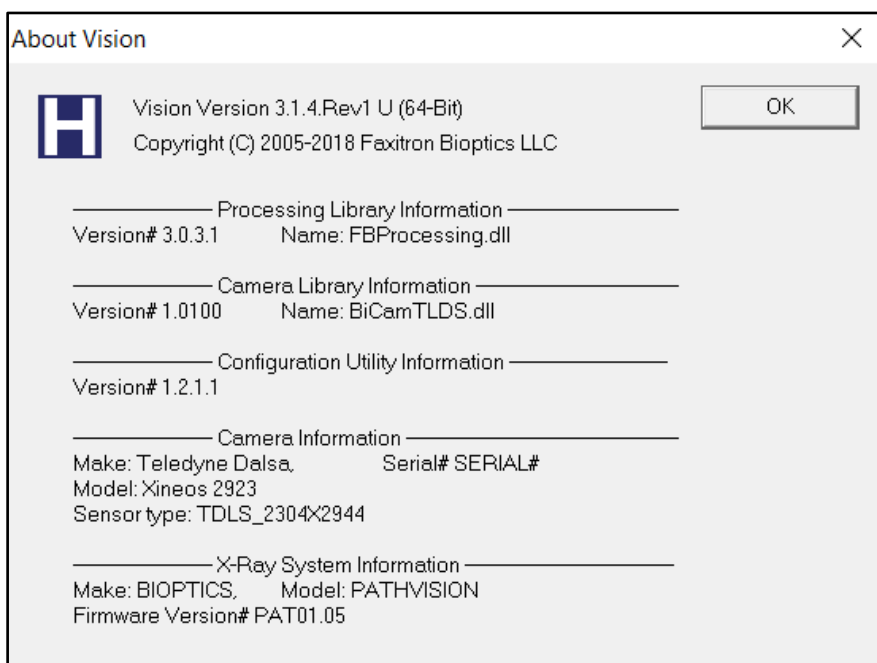 About Vision
H
Vision Version 3.1.4.Rev1 U (64-Bit)
OK
Copyright (C) 2005-2018 Faxitron Bioptics LLC
Processing Library Information
Version# 3.0.3.1 Name: FBProcessing.dll
Camera Library Information
Version# 1.0100 Name: BiCamTLDS.dll
Configuration Utility Information
Version# 1.2.1.1
Camera Information
Make: Teledyne Dalsa, Serial# SERIAL#
Model: Xineos 2923
Sensor type: TDLS_2304X2944
X-Ray System Information
Make: BIOPTICS, Model: PATHVISION
Firmware Version# PAT01.05